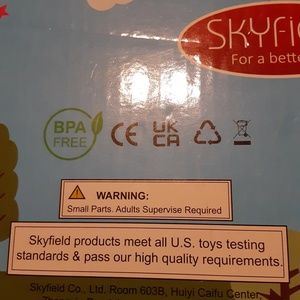 SKYfi
For a bette
BPA
FREE
CE UK
CA
WARNING:
Small Parts. Adults Supervise Required
Skyfield products meet all U.S. toys testing
standards & pass our high quality requirements.
Skyfield Co., Ltd, Room 603B, Huiyi Caifu Center,